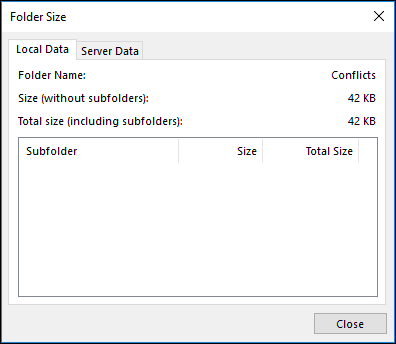 Folder Size
Local Data Server Data
Folder Name: Conflicts
Size (without subfolders): 42 KB
Total size (including subfolders): 42 KB
Subfolder Size Total Size
Close